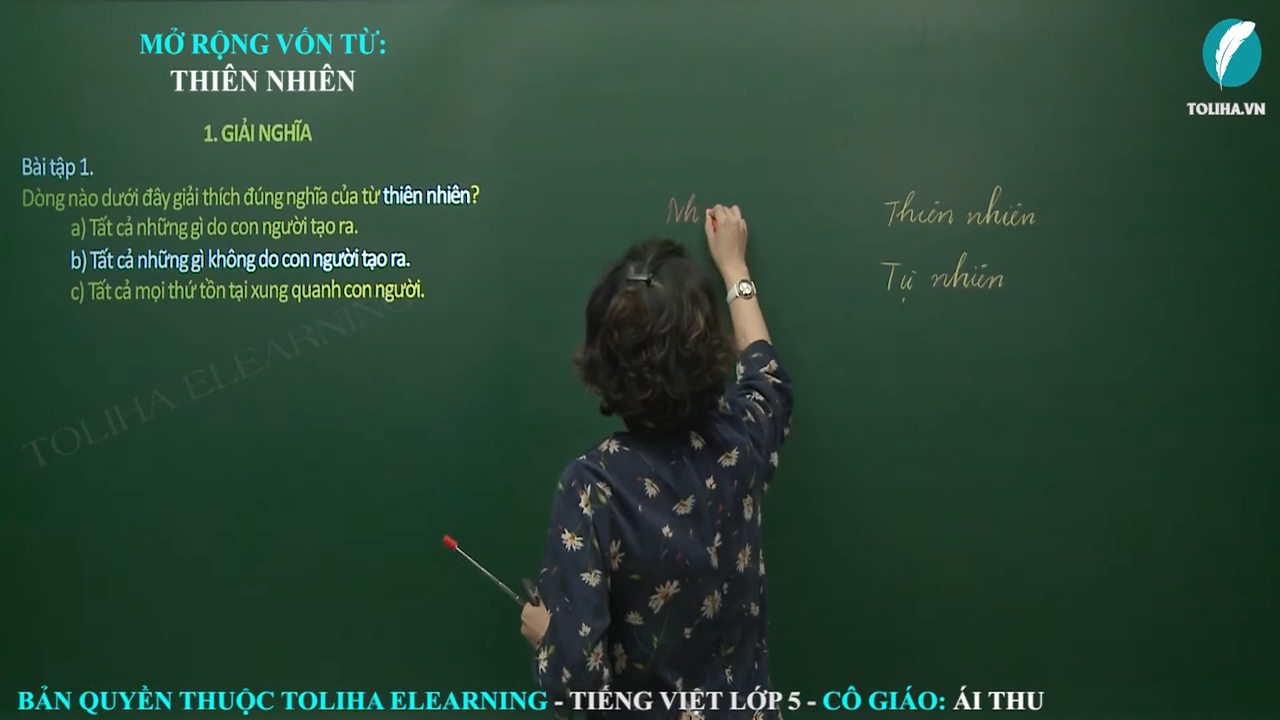 MỞ RỘNG VỐN TỪ:
THIÊN NHIÊN
1. GIẢI NGHĨA
Bài tập 1.
Dòng nào dưới đây giải thích đúng nghĩa của từ thiên nhiên?
a) Tất cả những gì do con người tạo ra.
b) Tất cả những gì không do con người tạo ra.
c) Tất cả mọi thứ tồn tại xung quanh con người.
Nh
Thiên nhiên
Tự nhiên
TOLIHA.VN
TOLIHA ELEARNING
BẢN QUYỀN THUỘC TOLIHA ELEARNING - TIẾNG VIỆT LỚP 5 - CÔ GIÁO: ÁI THU